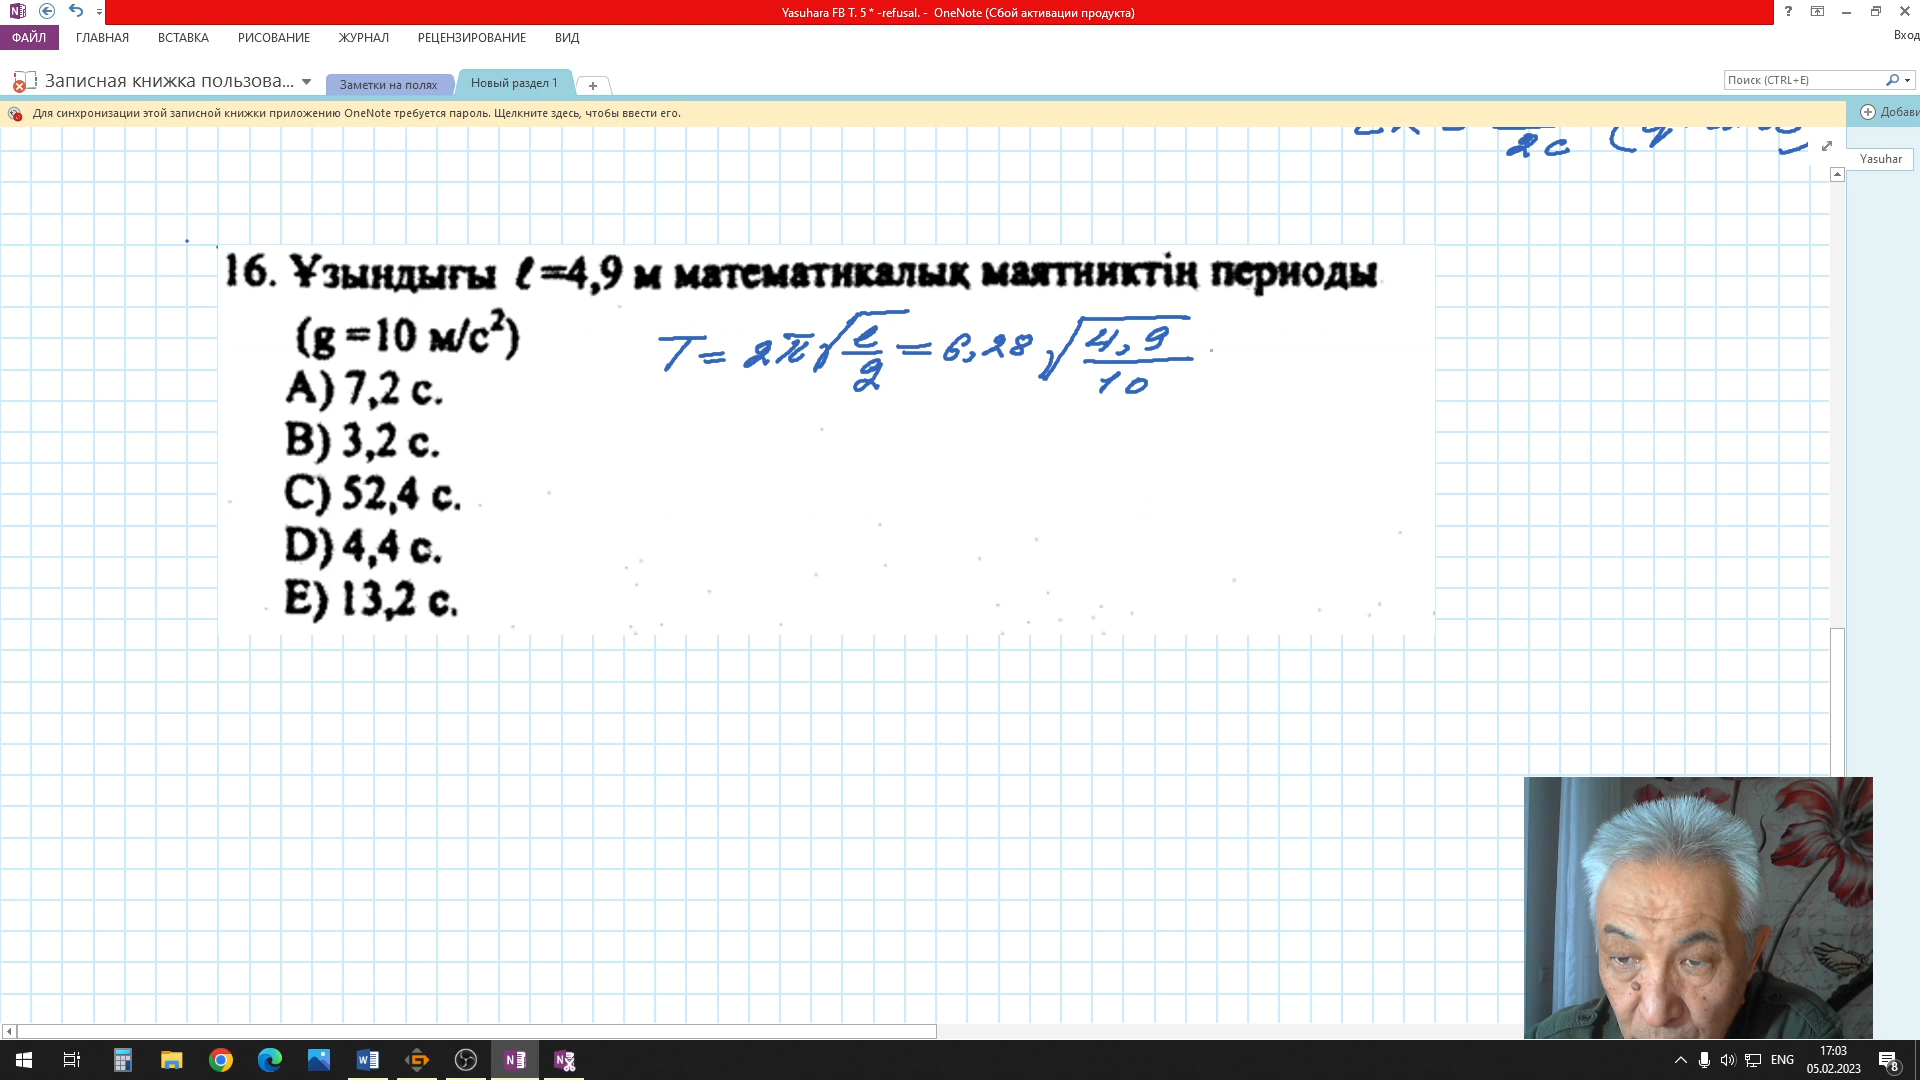 Yasuhara FB T. 5 * -refusal. - OneNote (Сбой активации продукта)
ФАЙЛ ГЛАВНАЯ ВСТАВКА РИСОВАНИЕ ЖУРНАЛ РЕЦЕНЗИРОВАНИЕ ВИД
Вход
Записная книжка пользова... Заметки на полях Новый раздел 1
Поиск (CTRL+E)
Для синхронизации этой записной книжки приложению OneNote требуется пароль. Щелкните здесь, чтобы ввести его.
Добави
Yasuhar
16. Ұзындығы ℓ=4,9 м математикалық маятниктің периоды
(g =10 м/с²)
T = 2π√(ℓ/g) = 6,28 √(4,9/10)
A) 7,2 с.
B) 3,2 с.
C) 52,4 с.
D) 4,4 с.
E) 13,2 с.
ENG
17:03
05.02.2023
8